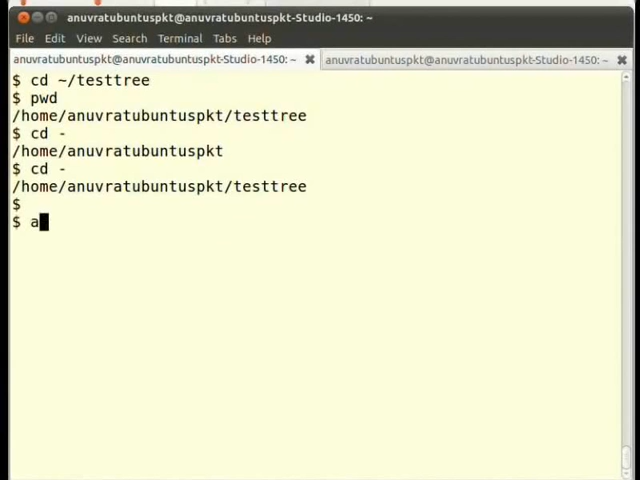 anuvratubuntuspkt@anuvratubuntuspkt-Studio-1450: ~
File Edit View Search Terminal Tabs Help
anuvratubuntuspkt@anuvratubuntuspkt-Studio-1450: ~ anuvratubuntuspkt@anuvratubuntuspkt-Studio-1450: ~
$ cd ~/testtree
$ pwd
/home/anuvratubuntuspkt/testtree
$ cd -
/home/anuvratubuntuspkt
$ cd -
/home/anuvratubuntuspkt/testtree
$
$ a